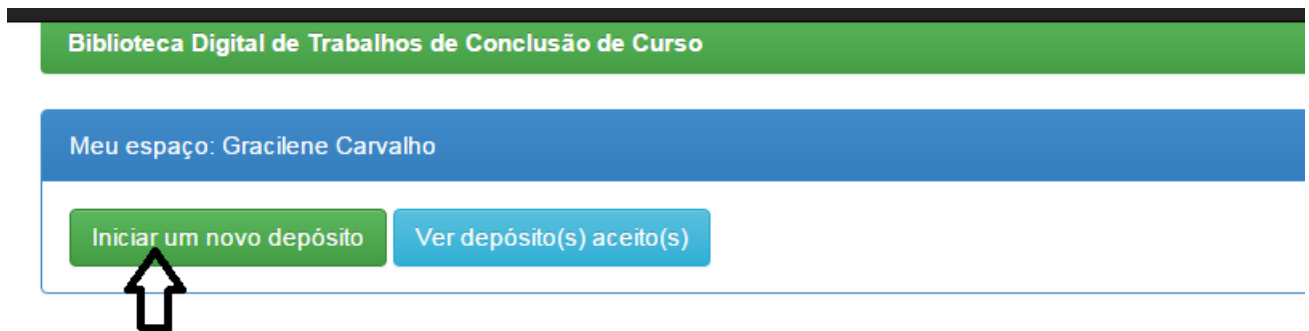 Biblioteca Digital de Trabalhos de Conclusão de Curso
Meu espaço: Gracilene Carvalho
Iniciar um novo depósito
Ver depósito(s) aceito(s)